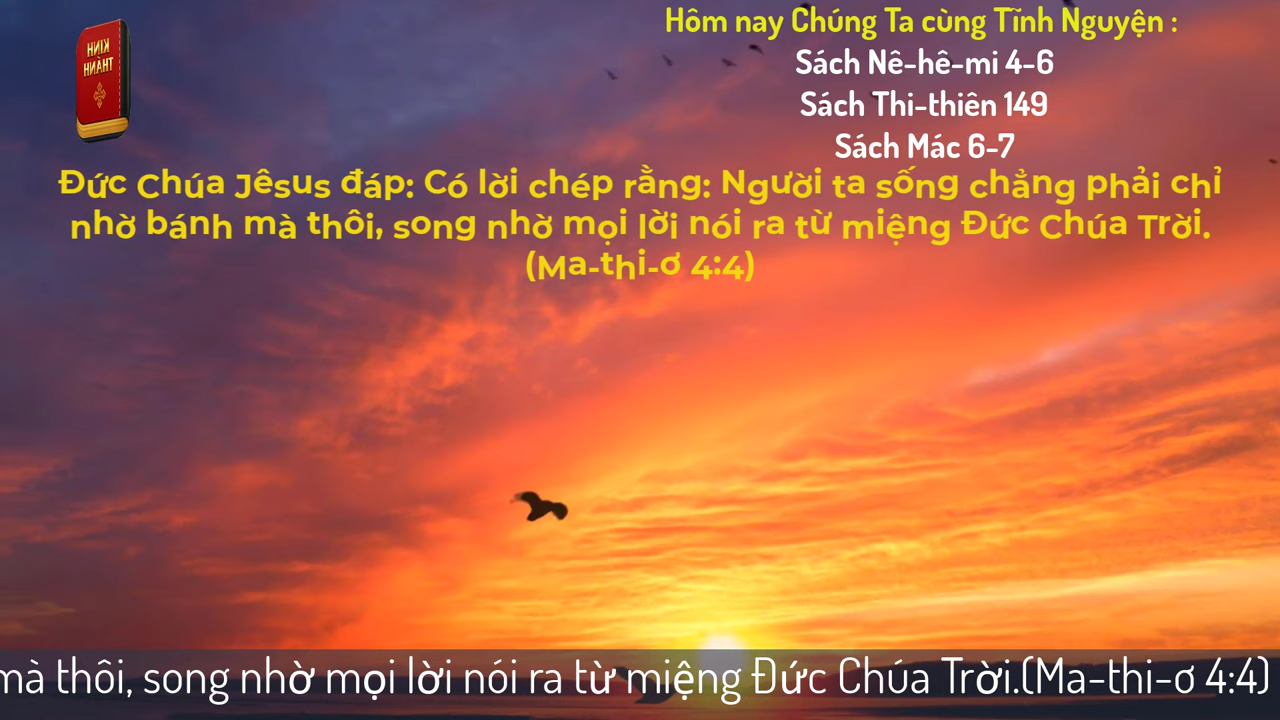 Hôm nay Chúng Ta cùng Tĩnh Nguyện :
Sách Nê-hê-mi 4-6
Sách Thi-thiên 149
Sách Mác 6-7
KINH
THÁNH
Đức Chúa Jêsus đáp: Có lời chép rằng: Người ta sống chẳng phải chỉ
nhờ bánh mà thôi, song nhờ mọi lời nói ra từ miệng Đức Chúa Trời.
(Ma-thi-ơ 4:4)
mà thôi, song nhờ mọi lời nói ra từ miệng Đức Chúa Trời.(Ma-thi-ơ 4:4)